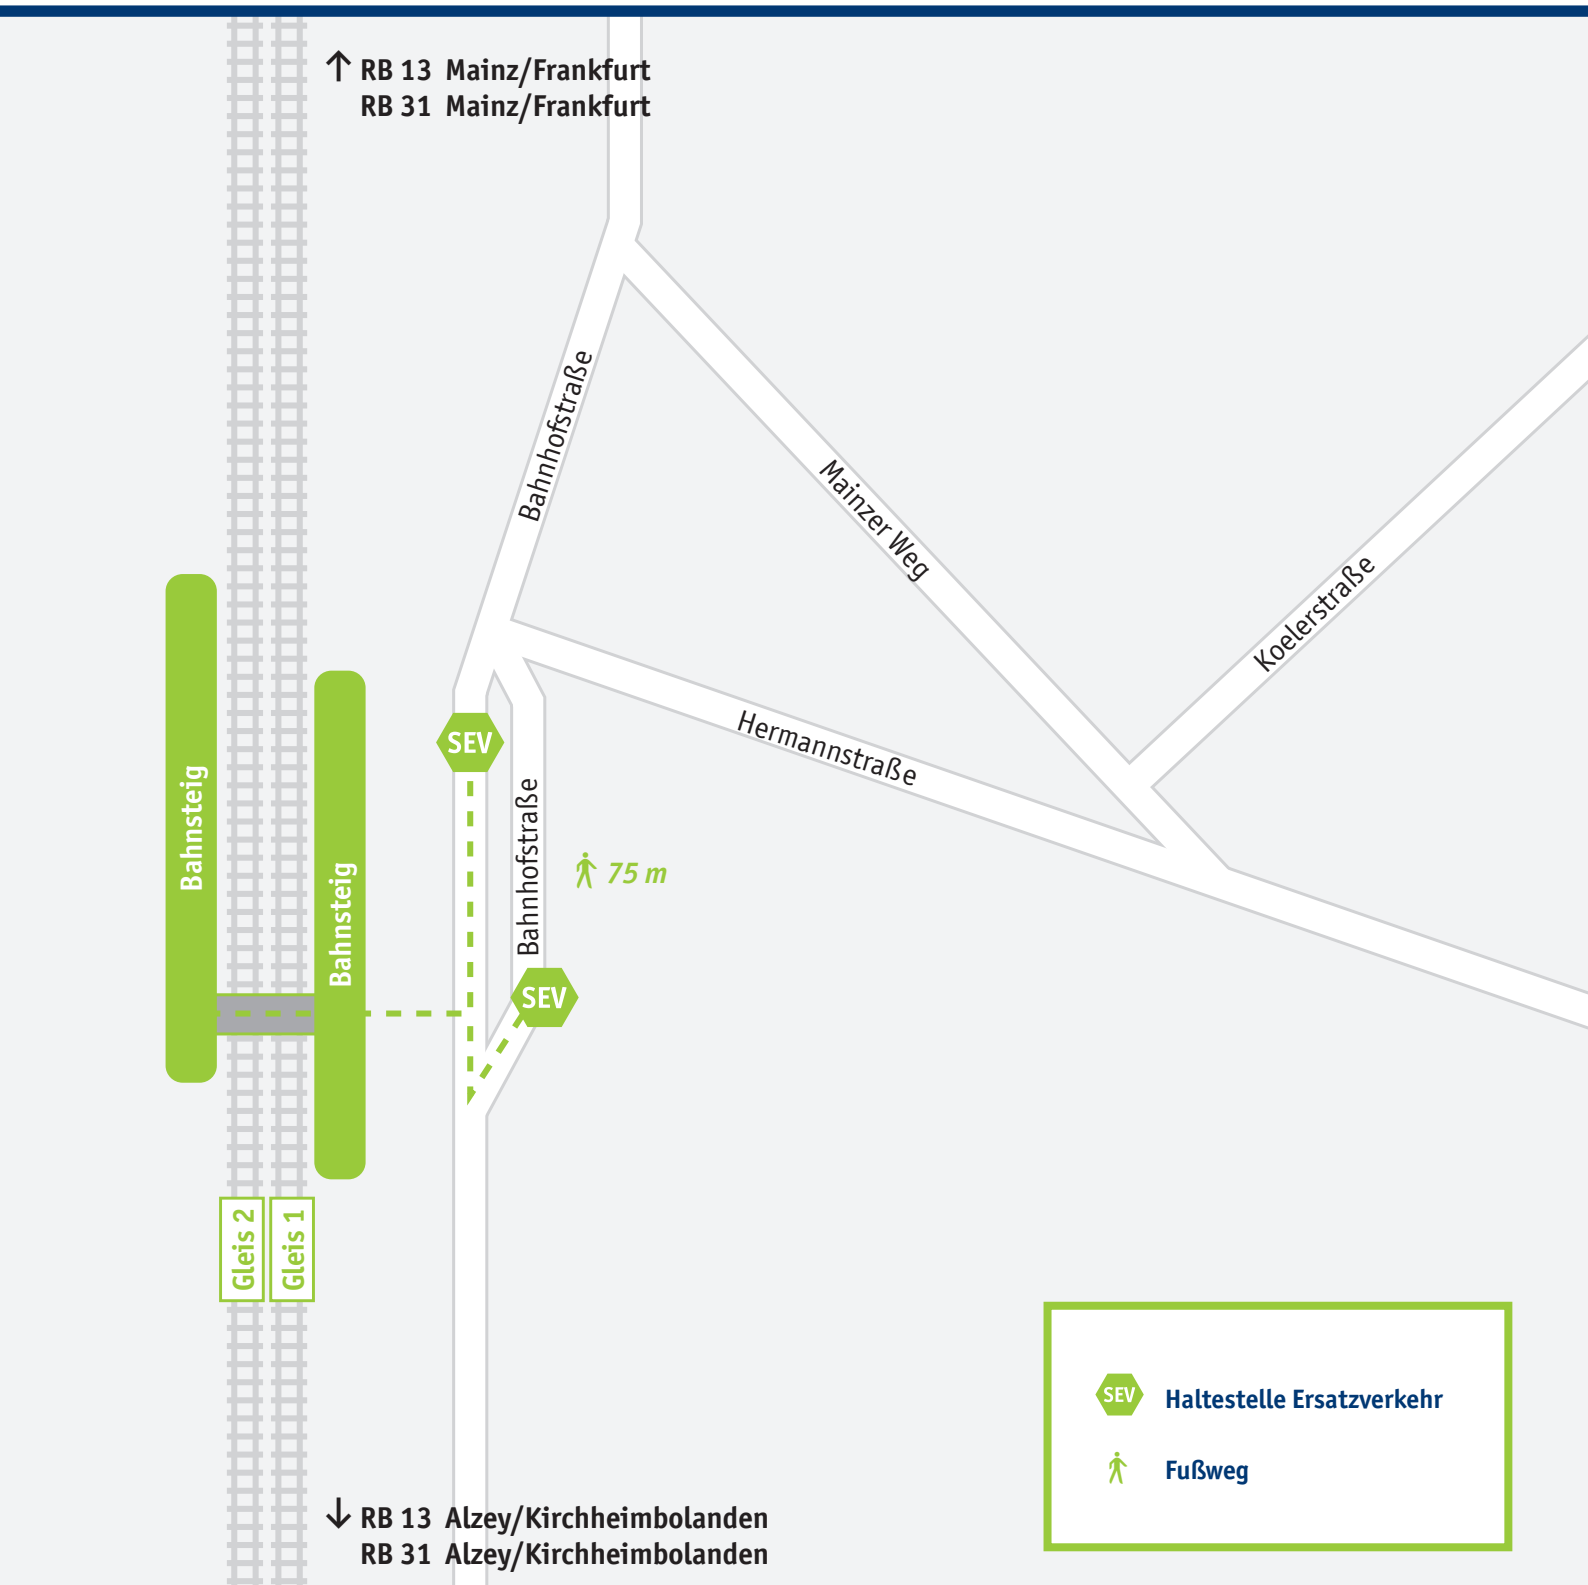 ↑ RB 13 Mainz/Frankfurt
RB 31 Mainz/Frankfurt
Bahnhofstraße
Mainzer Weg
Koelerstraße
Hermannstraße
SEV
Bahnsteig
Bahnhofstraße
Bahnsteig
75 m
SEV
Gleis 2
Gleis 1
SEV Haltestelle Ersatzverkehr
Fußweg
↓ RB 13 Alzey/Kirchheimbolanden
RB 31 Alzey/Kirchheimbolanden